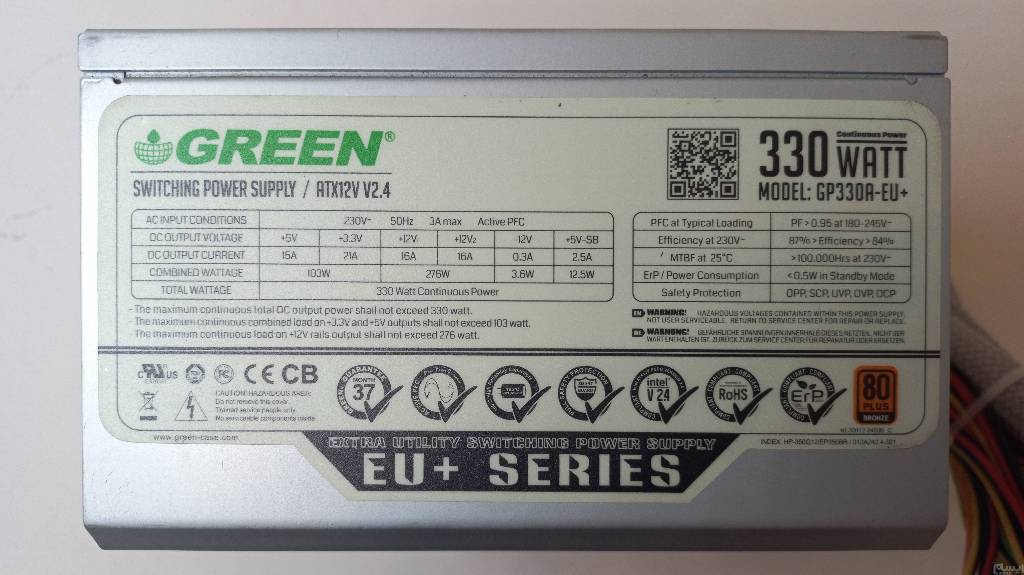 GREEN®
SWITCHING POWER SUPPLY / ATX12V V2.4
330 WATT
Continuous Power
MODEL: GP330A-EU+
AC INPUT CONDITIONS 230V~ 50Hz 3A max Active PFC
DC OUTPUT VOLTAGE +5V +3.3V +12V +12V2 -12V +5V-SB
DC OUTPUT CURRENT 15A 21A 16A 16A 0.3A 2.5A
COMBINED WATTAGE 103W 276W 3.6W 12.5W
TOTAL WATTAGE 330 Watt Continuous Power
- The maximum continuous total DC output power shall not exceed 330 watt.
- The maximum continuous combined load on +3.3V and +5V outputs shall not exceed 103 watt.
- The maximum continuous load on +12V rails output shall not exceed 276 watt.
PFC at Typical Loading PF > 0.95 at 180-245V~
Efficiency at 230V~ 87% > Efficiency > 84%
MTBF at 25°C >100.000Hrs at 230V~
ErP / Power Consumption <0.5W in Standby Mode
Safety Protection OPP, SCP, UVP, OVP, OCP
EN WARNING! HAZARDOUS VOLTAGES CONTAINED WITHIN THIS POWER SUPPLY.
NOT USER SERVICEABLE. RETURN TO SERVICE CENTER FOR REPAIR OR REPLACE.
DE WARNUNG! GEFÄHRLICHE SPANNUNGEN INNERHALB DIESES NETZTEIL. NICHT
WARTENTHALTEN IST. ZURÜCK ZUM SERVICE CENTER FÜR REPARATUR ODER ERSETZEN.
c RU US FC CE CB
CAUTION! HAZARDOUS AREA!
Do not remove this cover.
Trained service people only
No serviceable components inside
GUARANTEE
MONTH
37
SAFETY PROTECTION
intel
V 2.4
RoHS
ErP
80
PLUS
BRONZE
www.green-case.com
EXTRA UTILITY SWITCHING POWER SUPPLY
EU+ SERIES